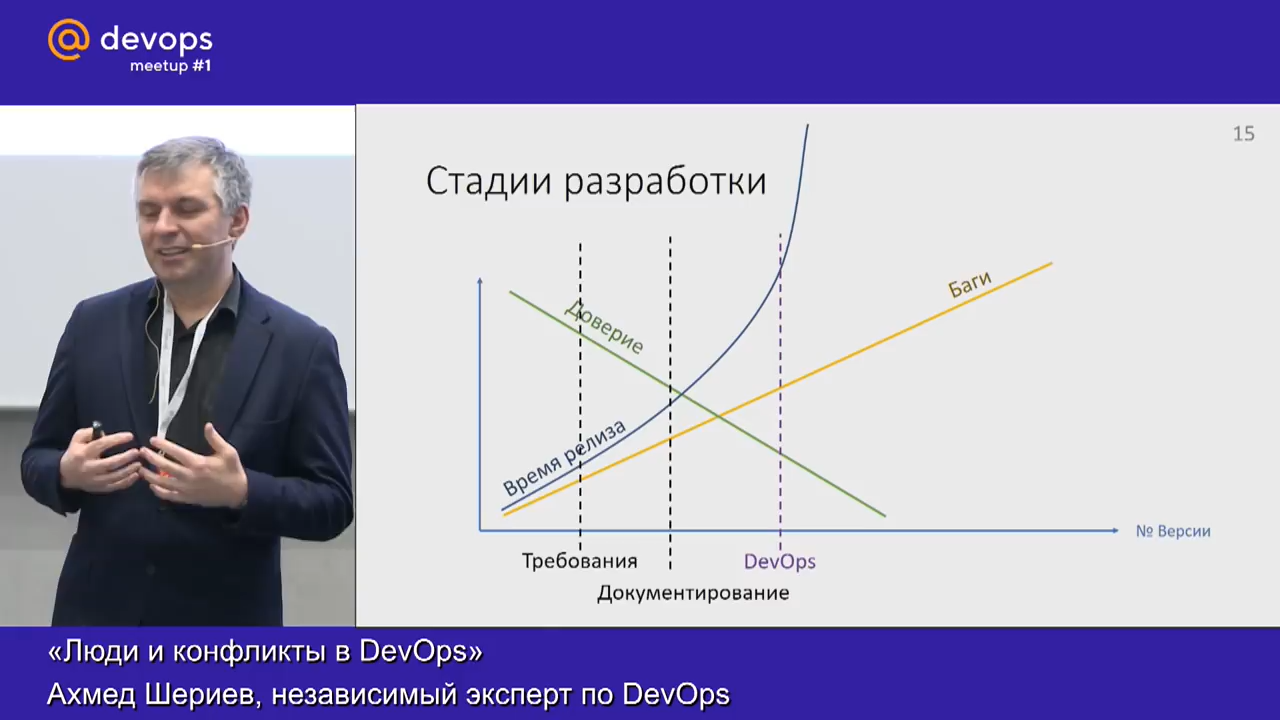 @ devops
meetup #1
15
Стадии разработки
Доверие
Баги
Время релиза
№ Версии
Требования
DevOps
Документирование
«Люди и конфликты в DevOps»
Ахмед Шериев, независимый эксперт по DevOps